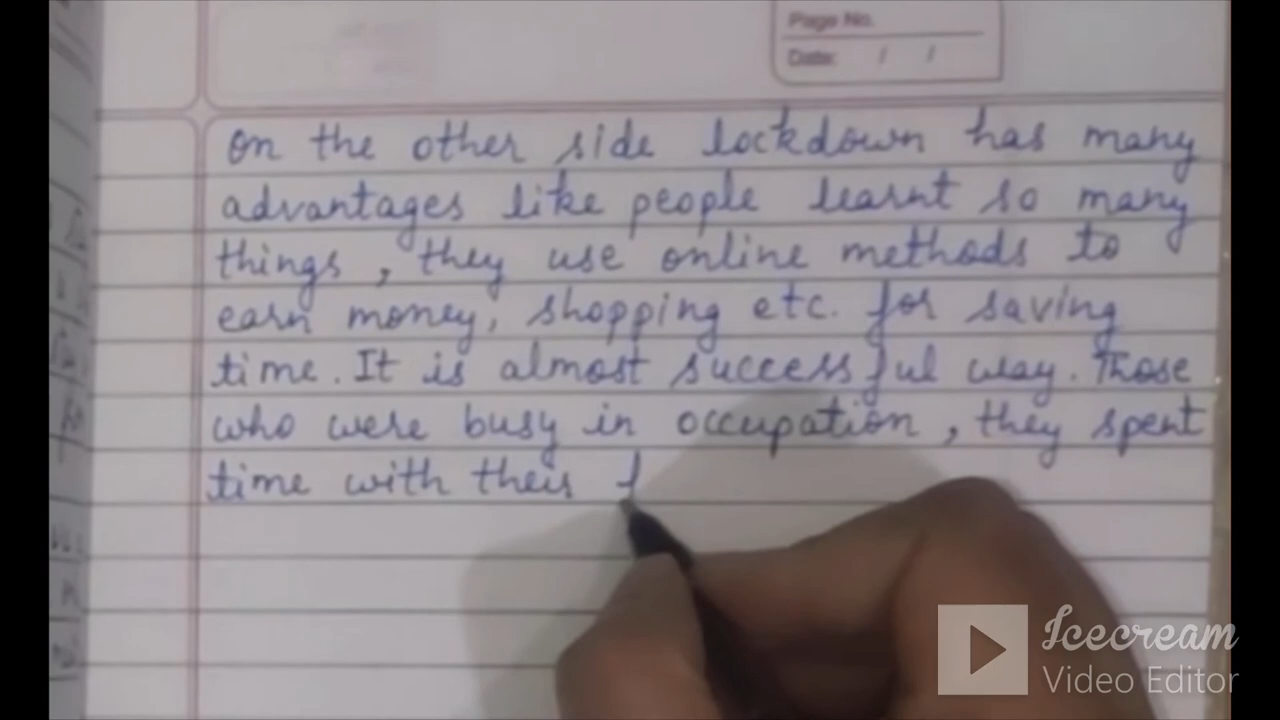 Page No.
Date: / /
On the other side lockdown has many
advantages like people learnt so many
things, they use online methods to
earn money, shopping etc. for saving
time. It is almost successful way. Those
who were busy in occupation, they spent
time with their f
Icecream
Video Editor